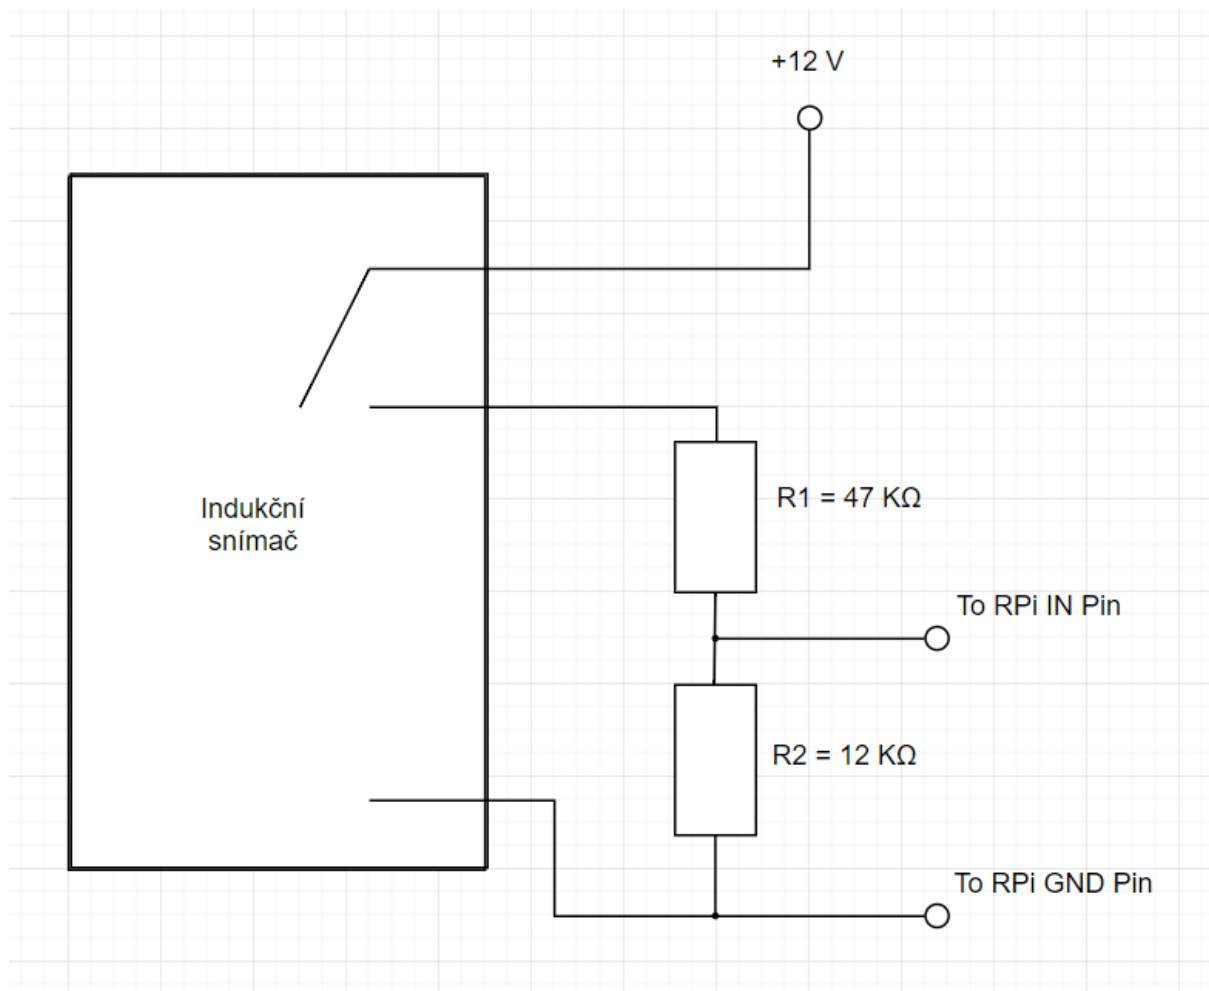 +12 V
Indukční
snímač
R1 = 47 KΩ
To RPi IN Pin
R2 = 12 KΩ
To RPi GND Pin